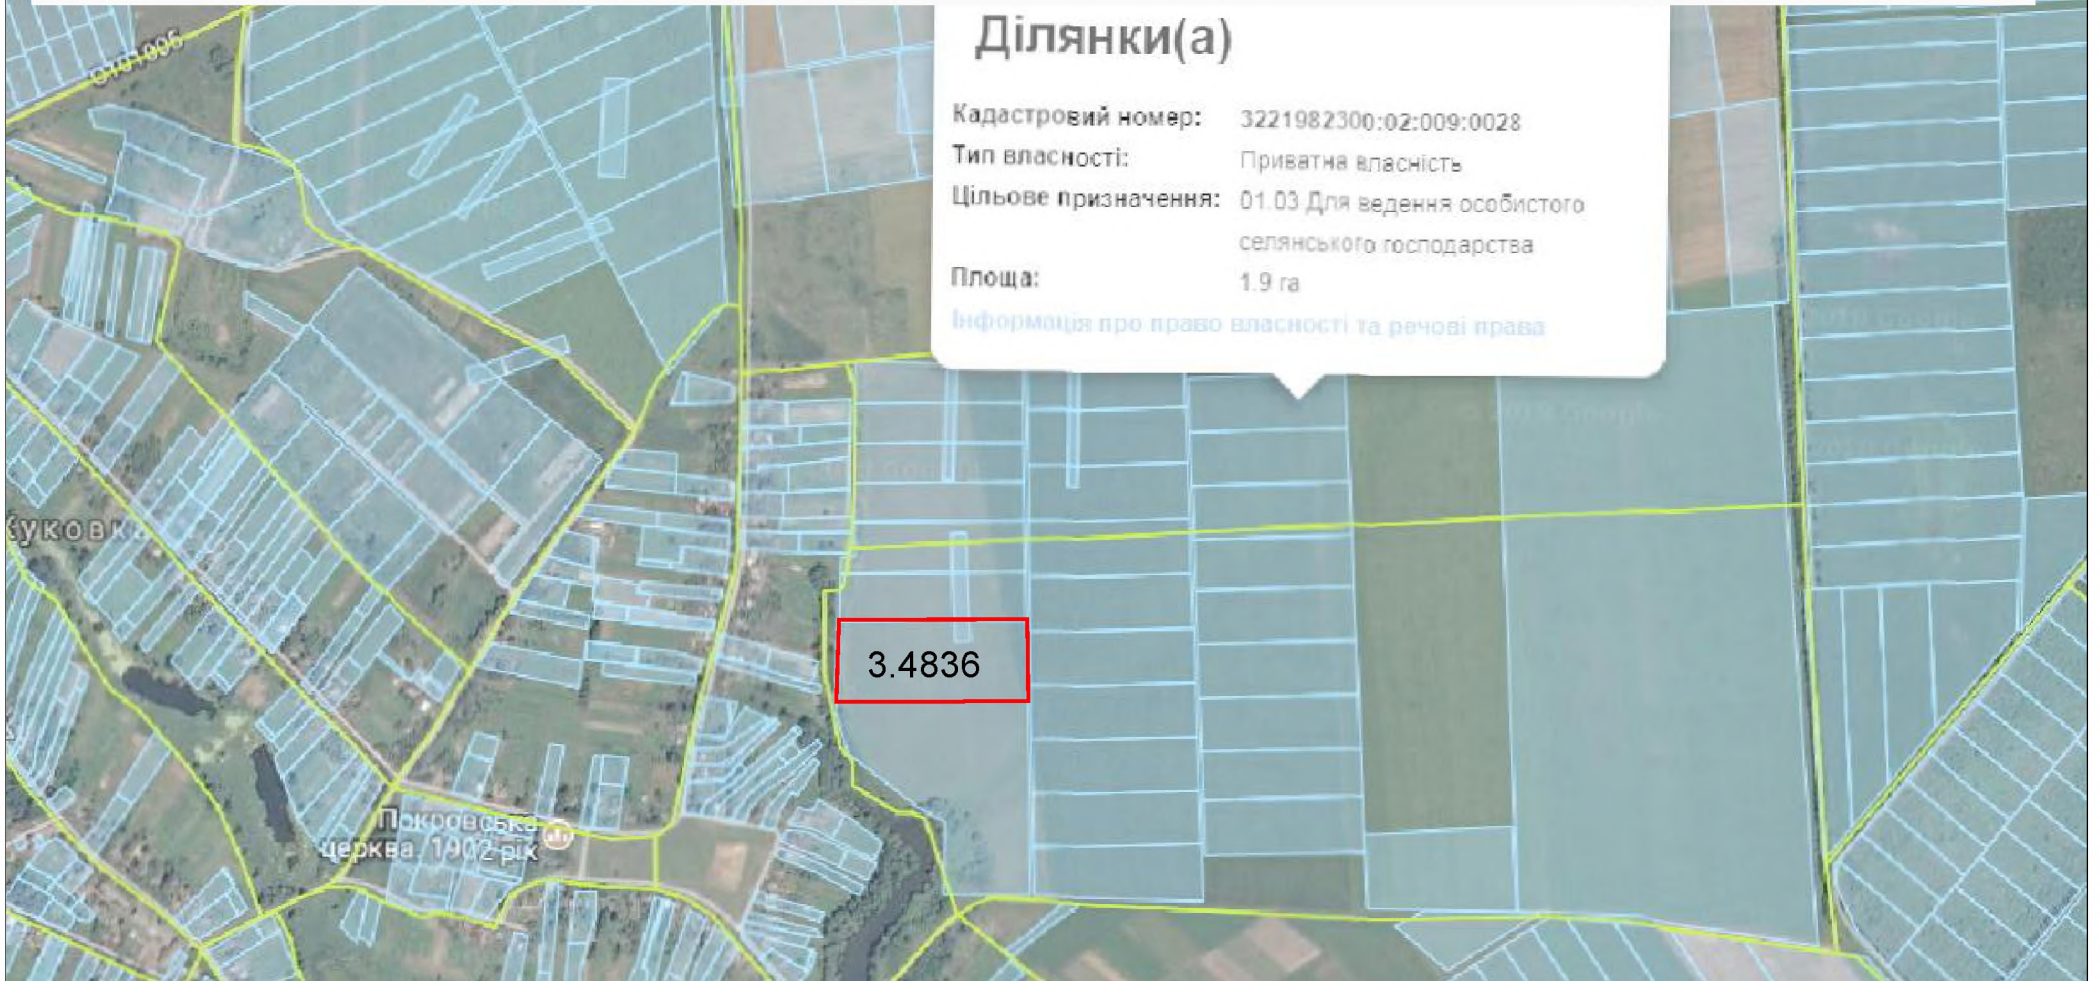 Ділянки(а)
Кадастровий номер: 3221982300:02:009:0028
Тип власності: Приватна власність
Цільове призначення: 01.03 Для ведення особистого
селянського господарства
Площа: 1.9 га
Інформація про право власності та речові права
3.4836
Покровська
церква. 1902 рік